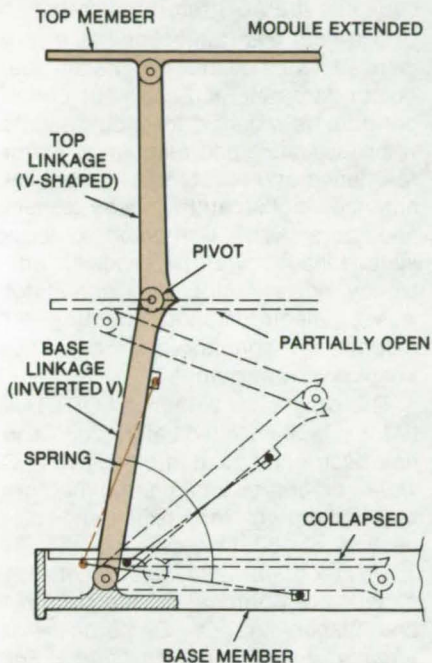 TOP MEMBER
MODULE EXTENDED
TOP
LINKAGE
(V-SHAPED)
PIVOT
PARTIALLY OPEN
BASE
LINKAGE
(INVERTED V)
SPRING
COLLAPSED
BASE MEMBER